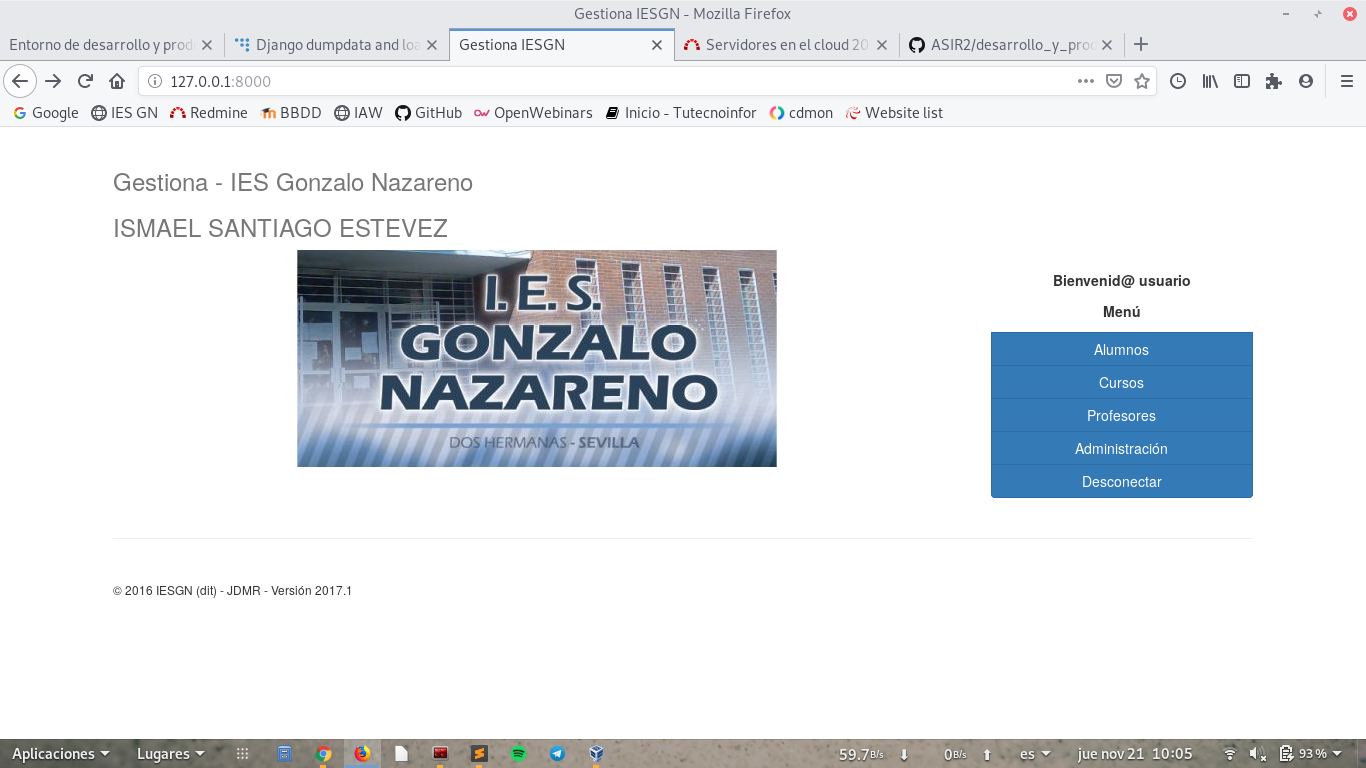 Gestiona IESGN - Mozilla Firefox
Entorno de desarrollo y prod Django dumpdata and loa Gestiona IESGN Servidores en el cloud 20 ASIR2/desarrollo_y_proc
127.0.0.1:8000
Google IES GN Redmine BBDD IAW GitHub OpenWebinars Inicio - Tutecnoinfor cdmon Website list
Gestiona - IES Gonzalo Nazareno
ISMAEL SANTIAGO ESTEVEZ
I.E.S.
GONZALO
NAZARENO
DOS HERMANAS - SEVILLA
Bienvenid@ usuario
Menú
Alumnos
Cursos
Profesores
Administración
Desconectar
© 2016 IESGN (dit) - JDMR - Versión 2017.1
Aplicaciones Lugares 59.7B/s 0B/s es jue nov 21 10:05 93 %